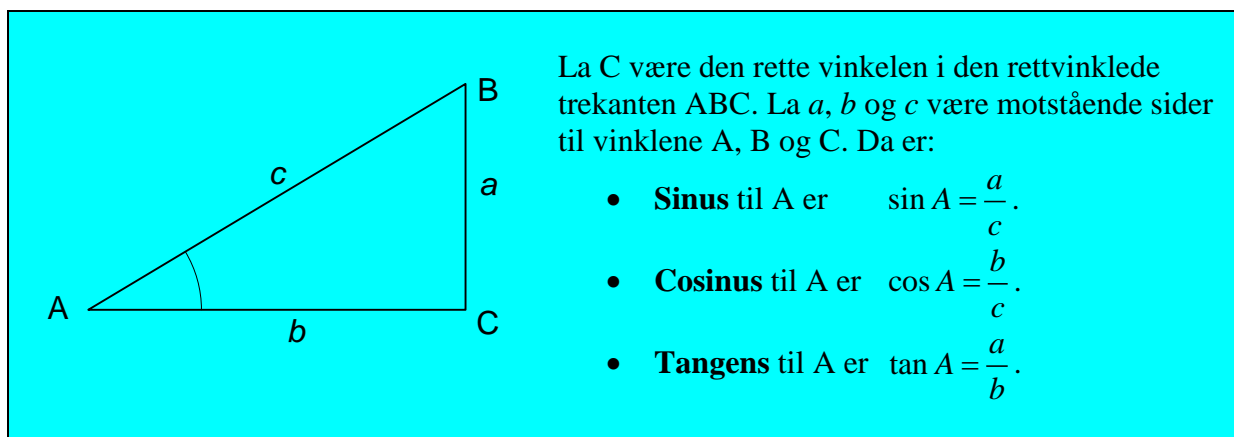 La C være den rette vinkelen i den rettvinklede
trekanten ABC. La a, b og c være motstående sider
til vinklene A, B og C. Da er:
• Sinus til A er sin A = a/c.
• Cosinus til A er cos A = b/c.
• Tangens til A er tan A = a/b.
B
c
a
A
b
C